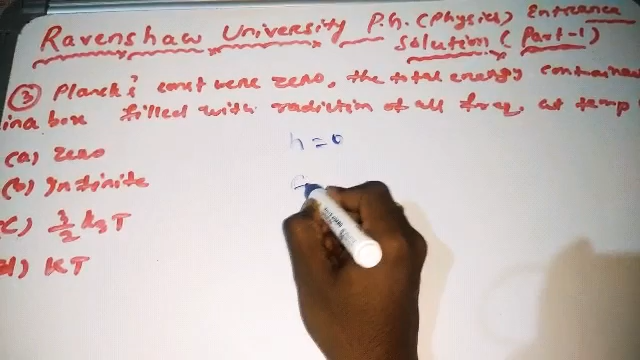 Ravenshaw University P.G. (Physics) Entrance
Solution (Part-1)
③ Planck's const were zero, the total energy contained
in a box filled with radiation of all freq. at temp
(a) Zero
(b) Infinite
(c) 3/2 kBT
(d) KT
h = 0